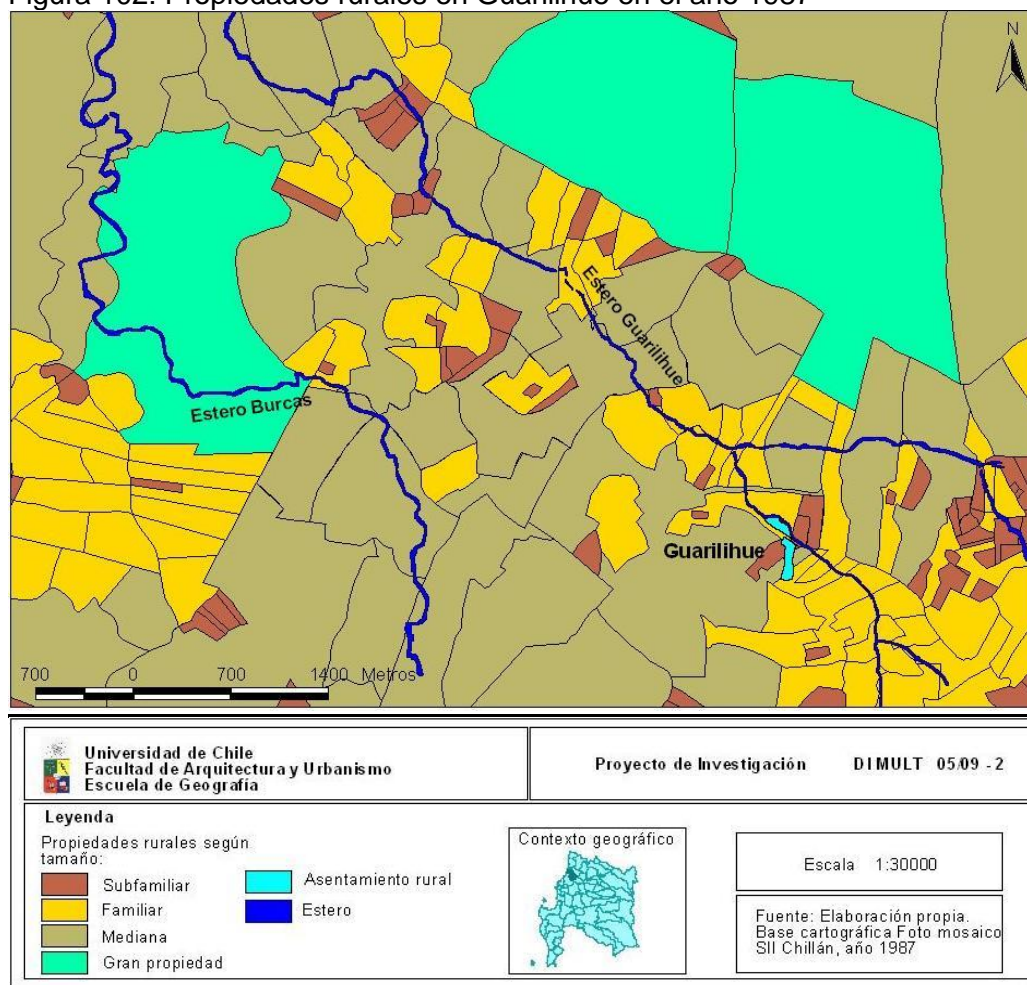 Figura 102. Propiedades rurales en Guarilihue en el año 1987
N
Estero Guarilihue
Estero Burcas
Guarilihue
700 0 700 1400 Metros
Universidad de Chile
Facultad de Arquitectura y Urbanismo
Escuela de Geografía
Proyecto de Investigación DIMULT 05/09 - 2
Leyenda
Propiedades rurales según
tamaño:
Subfamiliar
Familiar
Mediana
Gran propiedad
Asentamiento rural
Estero
Contexto geográfico
Escala 1:30000
Fuente: Elaboración propia.
Base cartográfica Foto mosaico
SII Chillán, año 1987